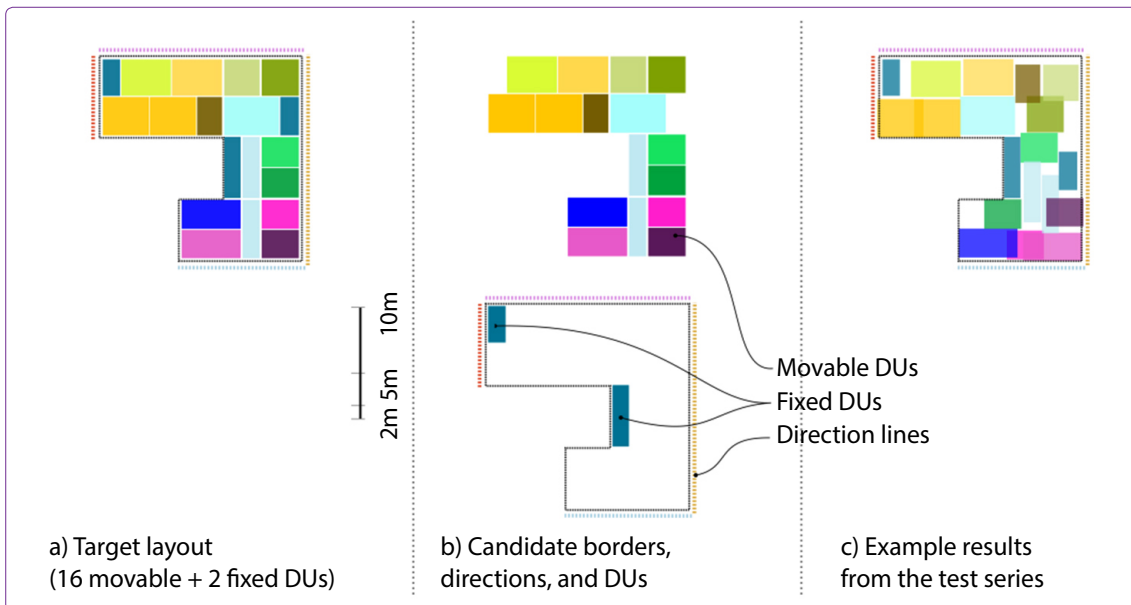 10m
5m
2m
Movable DUs
Fixed DUs
Direction lines
a) Target layout
(16 movable + 2 fixed DUs)
b) Candidate borders,
directions, and DUs
c) Example results
from the test series